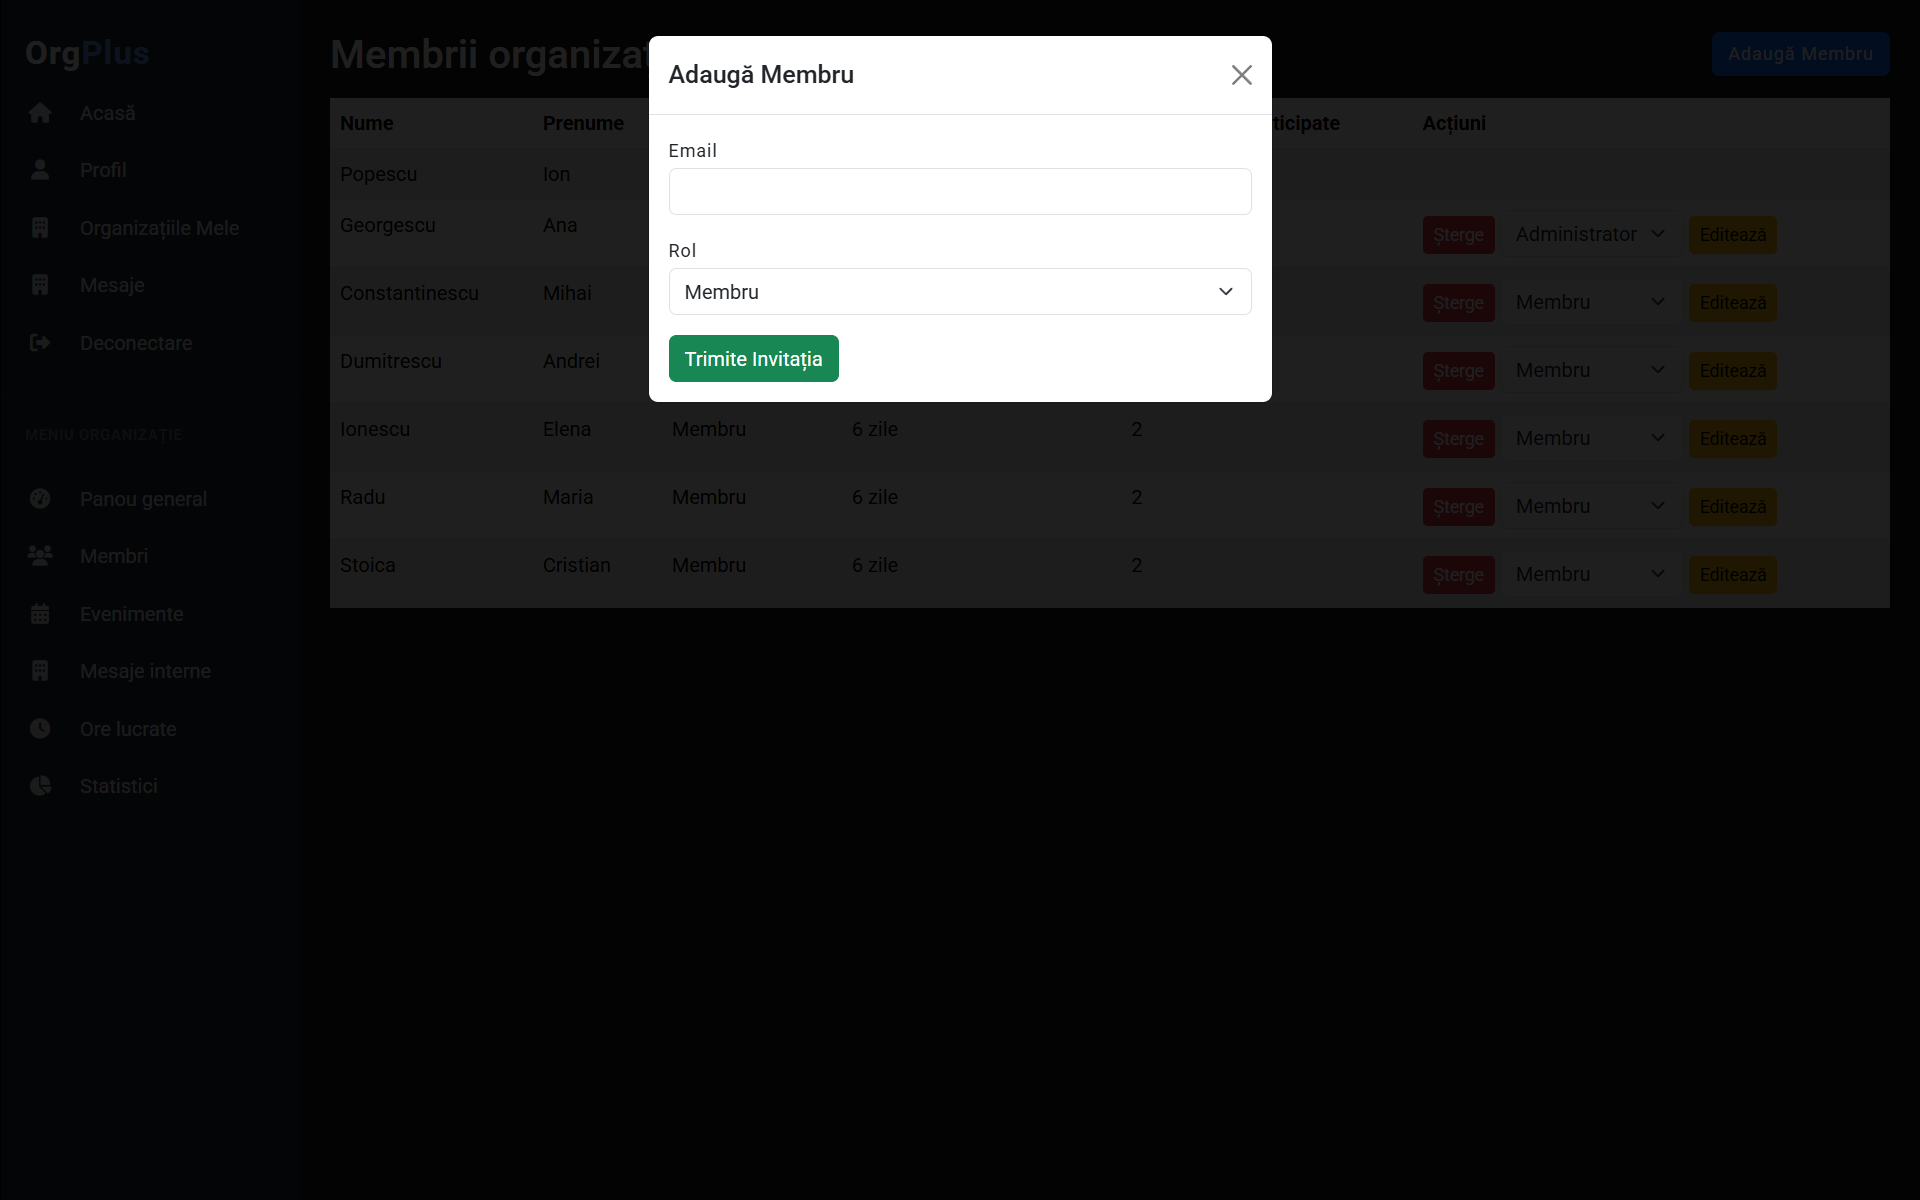 OrgPlus
Acasă
Profil
Organizațiile Mele
Mesaje
Deconectare
MENIU ORGANIZAȚIE
Panou general
Membri
Evenimente
Mesaje interne
Ore lucrate
Statistici
Membrii organizat
Adaugă Membru
Adaugă Membru
Email
Rol
Membru
Trimite Invitația
Nume Prenume ticipate Acțiuni
Popescu Ion
Georgescu Ana Șterge Administrator Editează
Constantinescu Mihai Șterge Membru Editează
Dumitrescu Andrei Șterge Membru Editează
Ionescu Elena Membru 6 zile 2 Șterge Membru Editează
Radu Maria Membru 6 zile 2 Șterge Membru Editează
Stoica Cristian Membru 6 zile 2 Șterge Membru Editează